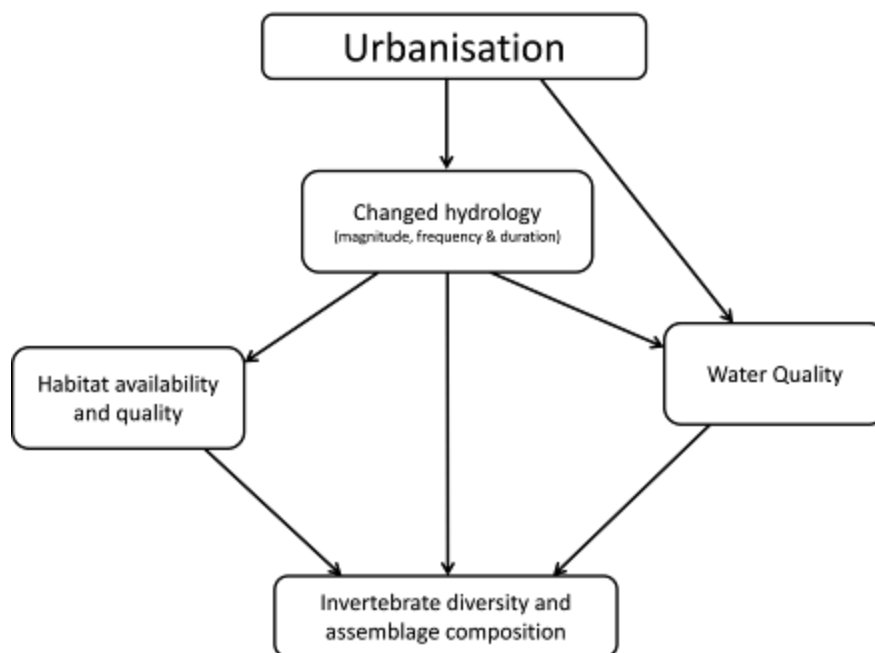 Urbanisation
Changed hydrology
(magnitude, frequency & duration)
Habitat availability
and quality
Water Quality
Invertebrate diversity and
assemblage composition